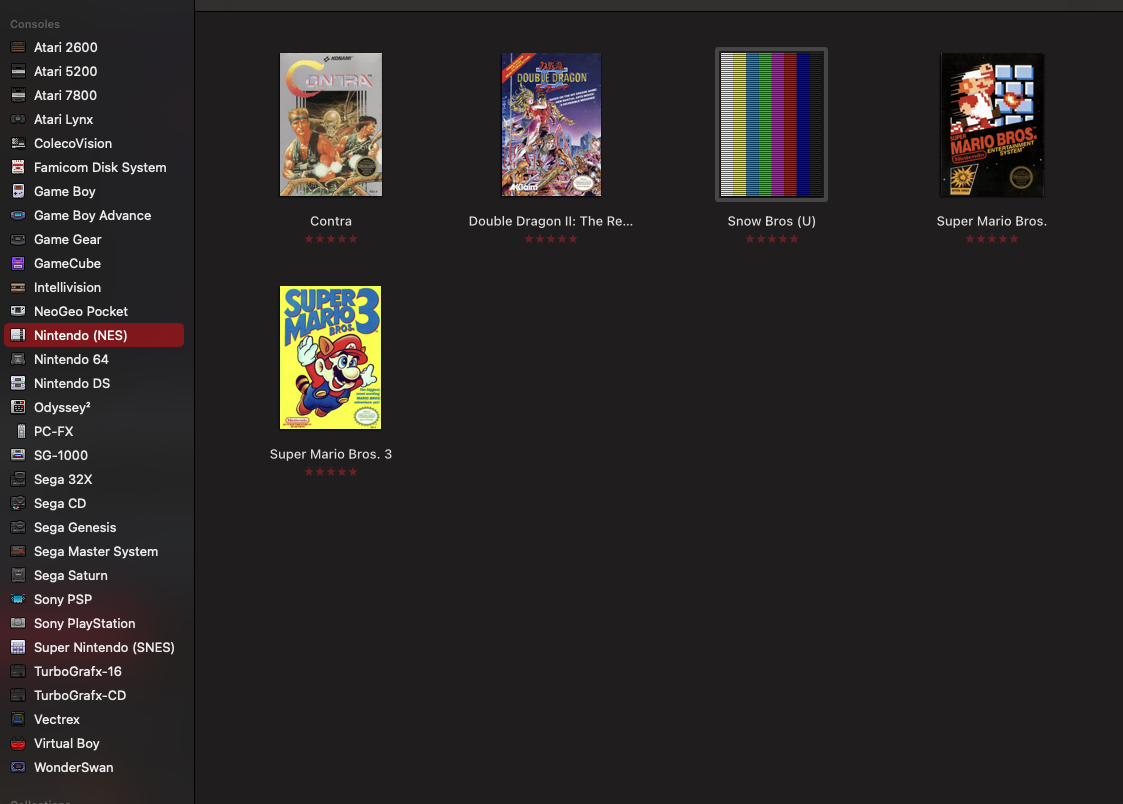 Consoles
Atari 2600
Atari 5200
Atari 7800
Atari Lynx
ColecoVision
Famicom Disk System
Game Boy
Game Boy Advance
Game Gear
GameCube
Intellivision
NeoGeo Pocket
Nintendo (NES)
Nintendo 64
Nintendo DS
Odyssey²
PC-FX
SG-1000
Sega 32X
Sega CD
Sega Genesis
Sega Master System
Sega Saturn
Sony PSP
Sony PlayStation
Super Nintendo (SNES)
TurboGrafx-16
TurboGrafx-CD
Vectrex
Virtual Boy
WonderSwan
Collections
KONAMI
CONTRA
Contra
★★★★★
DOUBLE DRAGON
AKlaim
Double Dragon II: The Re...
★★★★★
Snow Bros (U)
★★★★★
SUPER
MARIO BROS.
Nintendo
ENTERTAINMENT
SYSTEM
Super Mario Bros.
★★★★★
SUPER
MARIO
BROS.
3
Nintendo
Super Mario Bros. 3
★★★★★